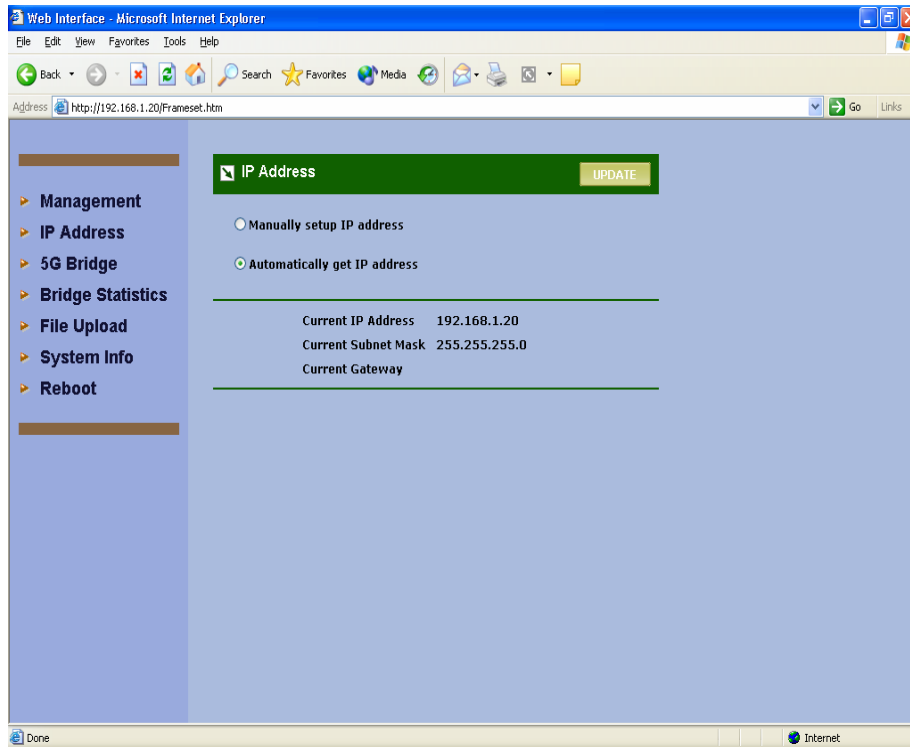 Web Interface - Microsoft Internet Explorer
File Edit View Favorites Tools Help
Back Search Favorites Media
Address http://192.168.1.20/Frameset.htm Go Links
IP Address UPDATE
Management
IP Address
5G Bridge
Bridge Statistics
File Upload
System Info
Reboot
Manually setup IP address
Automatically get IP address
Current IP Address 192.168.1.20
Current Subnet Mask 255.255.255.0
Current Gateway
Done Internet